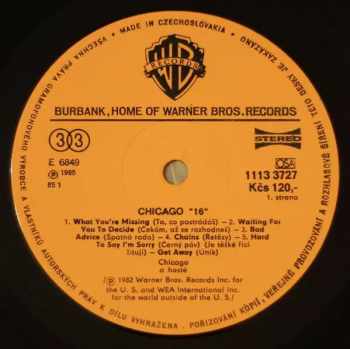 MADE IN CZECHOSLOVAKIA
VŠECHNA PRÁVA GRAMOFONOVÉHO VÝROBCE A VLASTNÍKŮ AUTORSKÝCH PRÁV K DÍLU VYHRAZENA. POŘIZOVÁNÍ KOPIÍ, VEŘEJNÉ PROVOZOVÁNÍ A ROZHLASOVÉ ŠÍŘENÍ TÉTO DESKY JE ZAKÁZÁNO
WB
RECORDS
BURBANK, HOME OF WARNER BROS. RECORDS
33
STEREO
E 6849
OSA
Ⓟ 1985
1113 3727
85 1
Kčs 120,-
1. strana
CHICAGO "16"
1. What You're Missing (To, co postrádáš) – 2. Waiting For
You To Decide (Čekám, až se rozhodneš) – 3. Bad
Advice (Špatná rada) – 4. Chains (Řetězy) – 5. Hard
To Say I'm Sorry (Černý páv) (Je těžké říci
lituji) – Get Away (Únik)
Chicago
a hosté
Ⓟ 1982 Warner Bros. Records Inc. for
the U. S. and WEA International Inc.
for the world outside of the U. S./